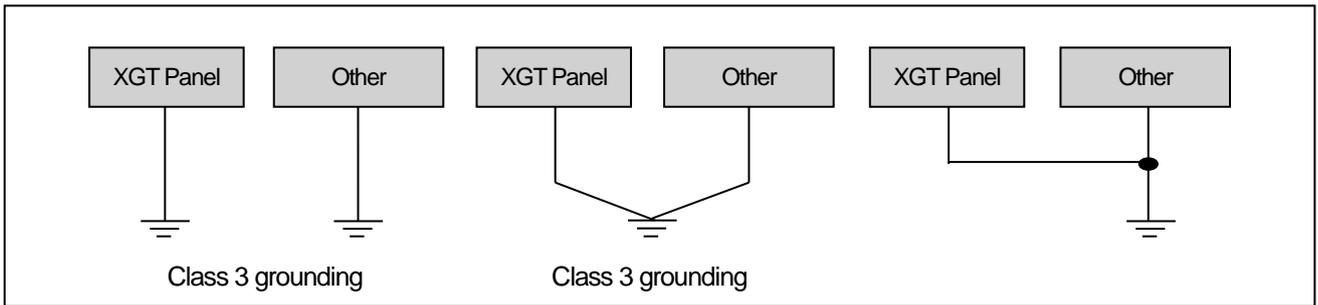 XGT Panel Other XGT Panel Other XGT Panel Other
Class 3 grounding Class 3 grounding